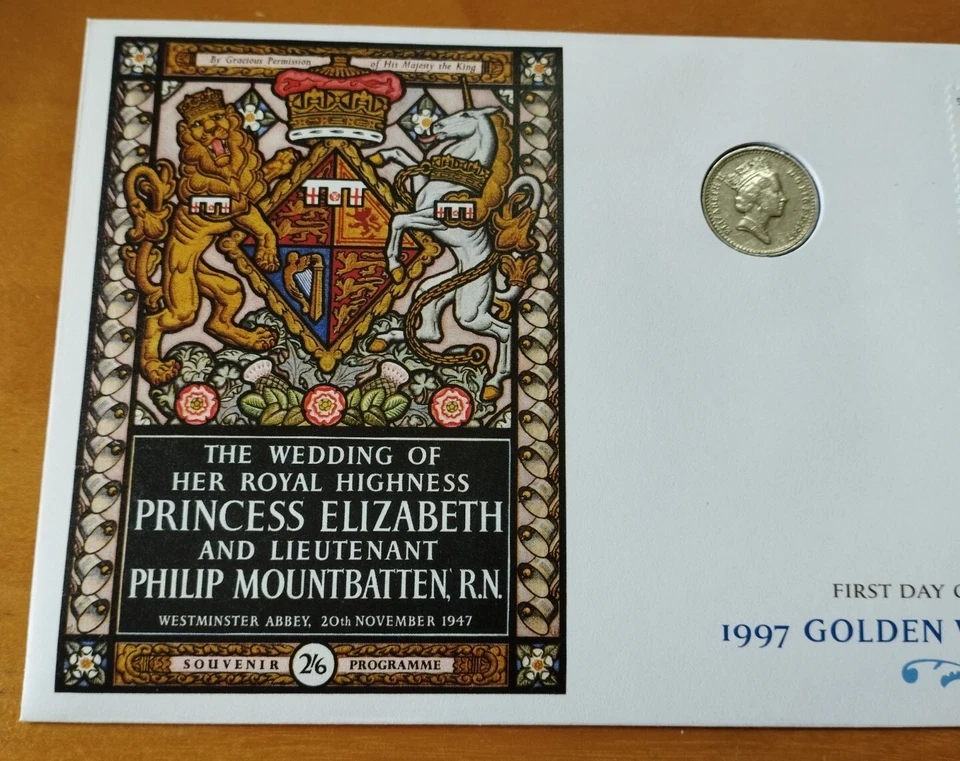 By Gracious Permission of His Majesty the King
THE WEDDING OF
HER ROYAL HIGHNESS
PRINCESS ELIZABETH
AND LIEUTENANT
PHILIP MOUNTBATTEN, R.N.
WESTMINSTER ABBEY, 20th NOVEMBER 1947
SOUVENIR 2/6 PROGRAMME
FIRST DAY
1997 GOLDEN